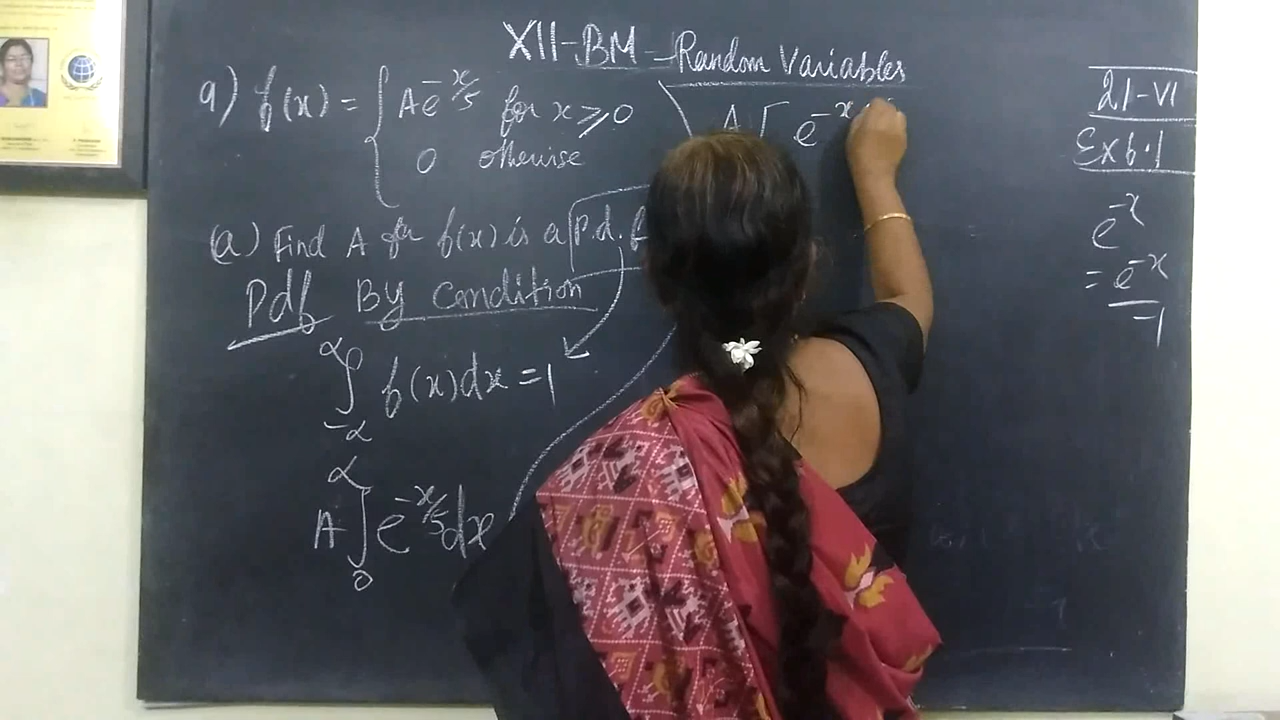 XII-BM-Random Variables
9) f(x) = { Ae^-x/5 for x ≥ 0
0 otherwise
(a) Find A for f(x) is a p.d.f
Pdf By Condition
∞
∫ f(x)dx = 1
-∞
∞
A ∫ e^-x/5 dx
0
A [ e^-x
21-VI
Ex 6.1
e^-x
= e^-x
-1